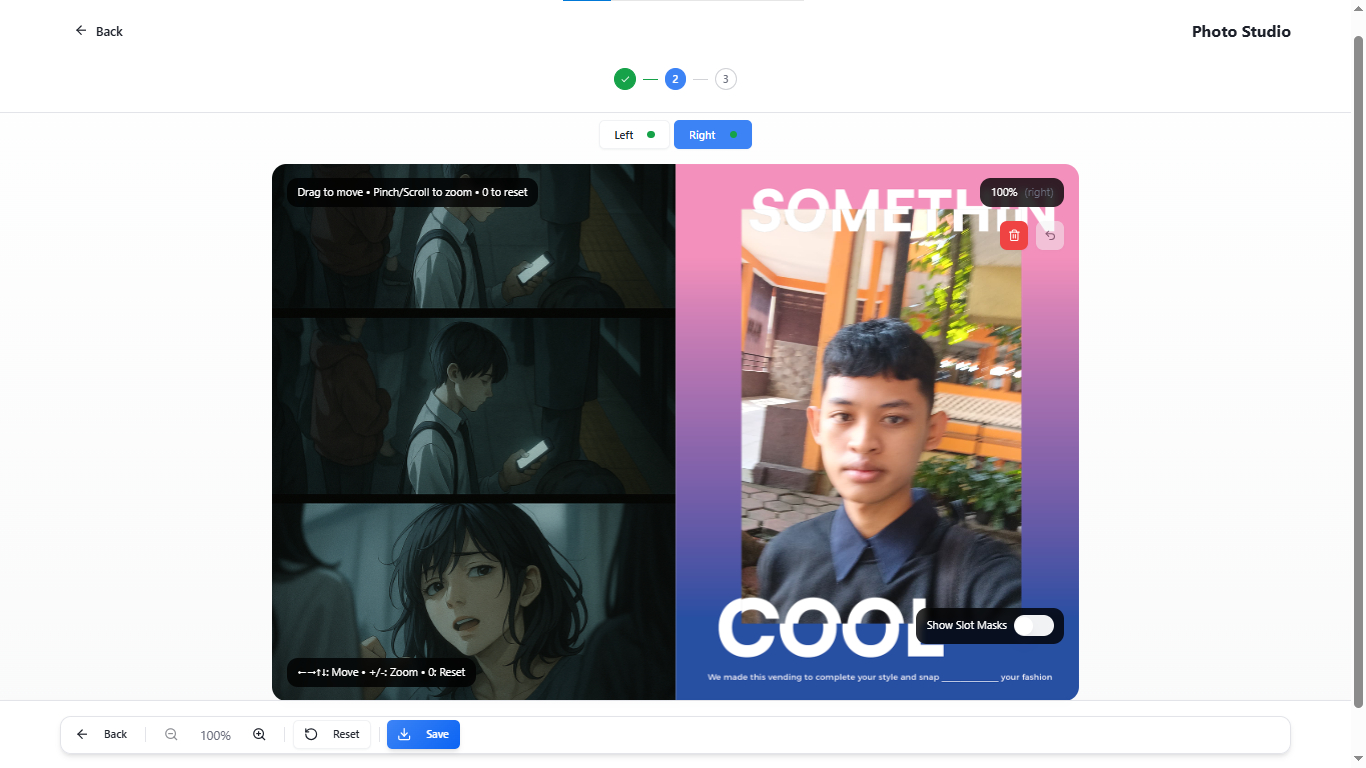 Back
Photo Studio
2
3
Left
Right
Drag to move • Pinch/Scroll to zoom • 0 to reset
100% (right)
SOMETHIN
COOL
Show Slot Masks
We made this vending to complete your style and snap ____________ your fashion
←→↑↓: Move • +/-: Zoom • 0: Reset
Back
100%
Reset
Save